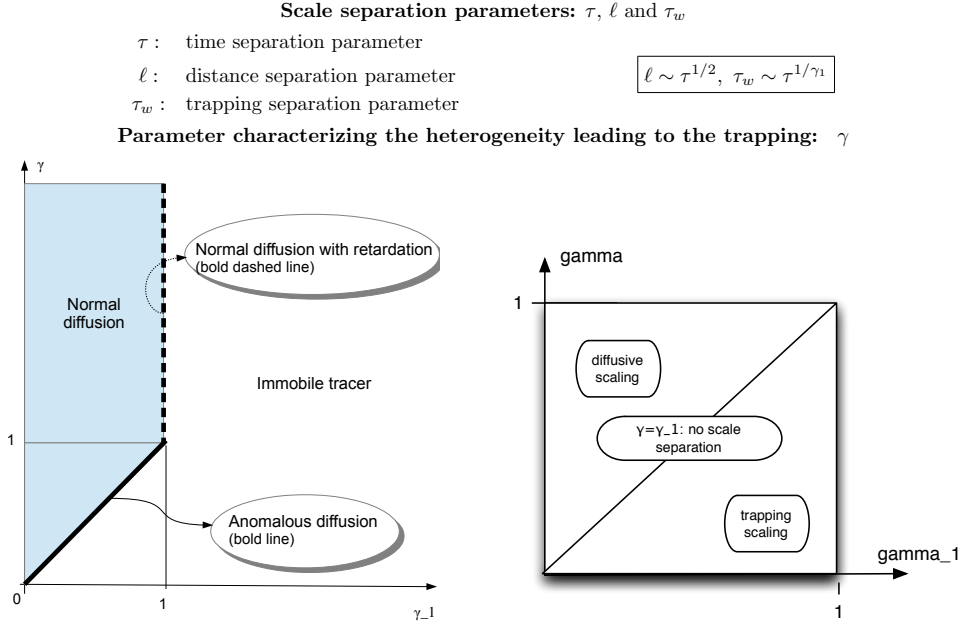 Scale separation parameters: τ, ℓ and τ_w
τ : time separation parameter
ℓ : distance separation parameter
τ_w : trapping separation parameter
ℓ ∼ τ^{1/2}, τ_w ∼ τ^{1/γ_1}
Parameter characterizing the heterogeneity leading to the trapping: γ
γ
Normal diffusion with retardation
(bold dashed line)
Normal
diffusion
Immobile tracer
1
Anomalous diffusion
(bold line)
0
1
γ_1
gamma
1
diffusive
scaling
γ=γ_1: no scale
separation
trapping
scaling
gamma_1
1